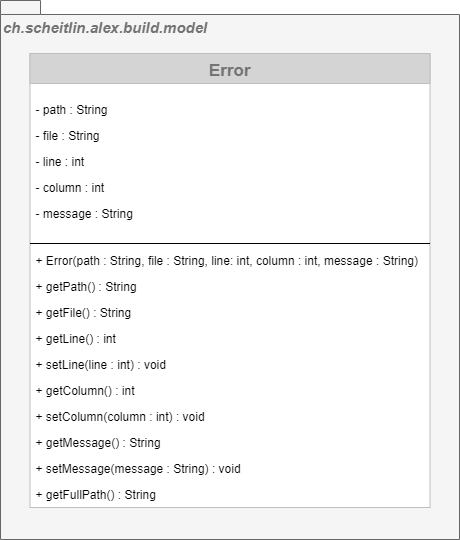 ch.scheitlin.alex.build.model
Error
- path : String
- file : String
- line : int
- column : int
- message : String
+ Error(path : String, file : String, line: int, column : int, message : String)
+ getPath() : String
+ getFile() : String
+ getLine() : int
+ setLine(line : int) : void
+ getColumn() : int
+ setColumn(column : int) : void
+ getMessage() : String
+ setMessage(message : String) : void
+ getFullPath() : String